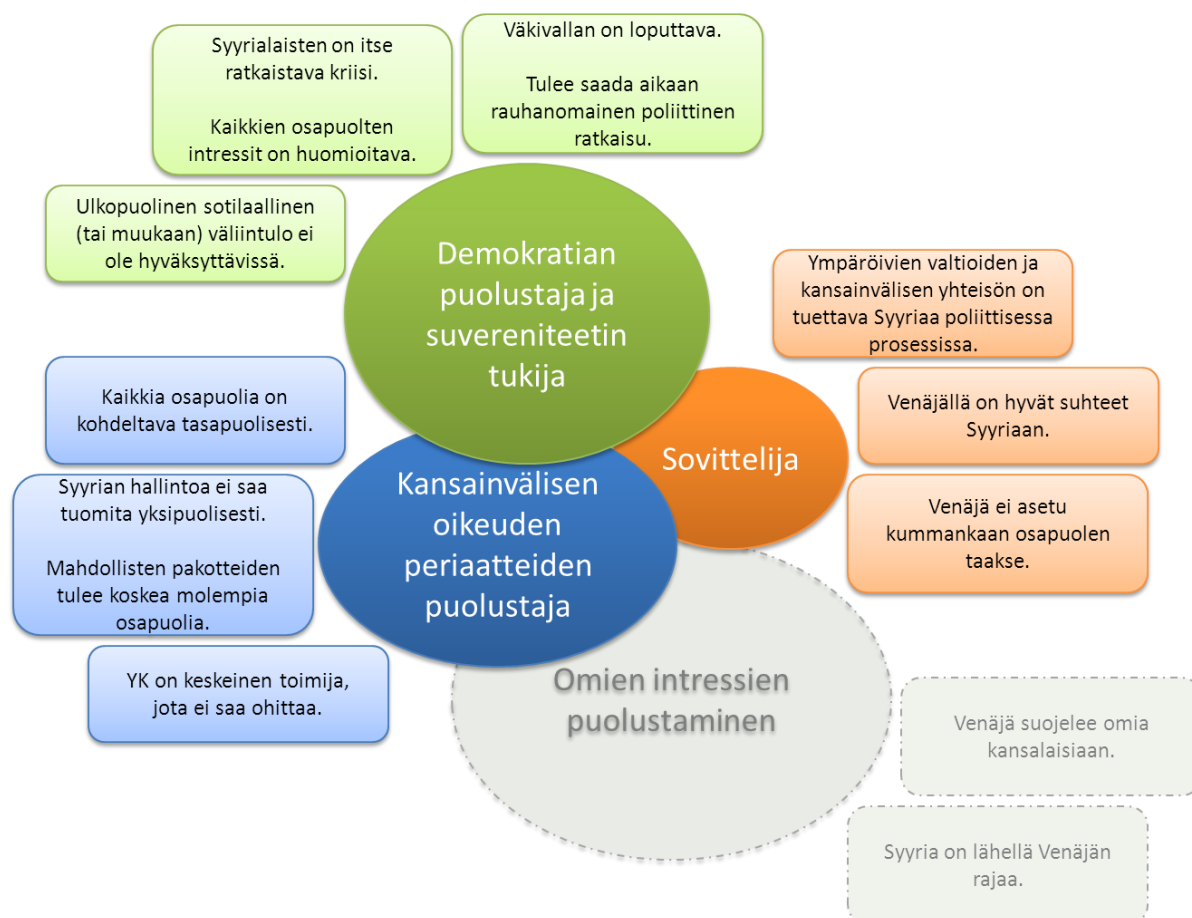 Syyrialaisten on itse
ratkaistava kriisi.
Kaikkien osapuolten
intressit on huomioitava.
Väkivallan on loputtava.
Tulee saada aikaan
rauhanomainen poliittinen
ratkaisu.
Ulkopuolinen sotilaallinen
(tai muukaan) väliintulo ei
ole hyväksyttävissä.
Demokratian
puolustaja ja
suvereniteetin
tukija
Ympäröivien valtioiden ja
kansainvälisen yhteisön on
tuettava Syyriaa poliittisessa
prosessissa.
Kaikkia osapuolia on
kohdeltava tasapuolisesti.
Venäjällä on hyvät suhteet
Syyriaan.
Sovittelija
Kansainvälisen
oikeuden
periaatteiden
puolustaja
Syyrian hallintoa ei saa
tuomita yksipuolisesti.
Mahdollisten pakotteiden
tulee koskea molempia
osapuolia.
Venäjä ei asetu
kummankaan osapuolen
taakse.
YK on keskeinen toimija,
jota ei saa ohittaa.
Omien intressien
puolustaminen
Venäjä suojelee omia
kansalaisiaan.
Syyria on lähellä Venäjän
rajaa.